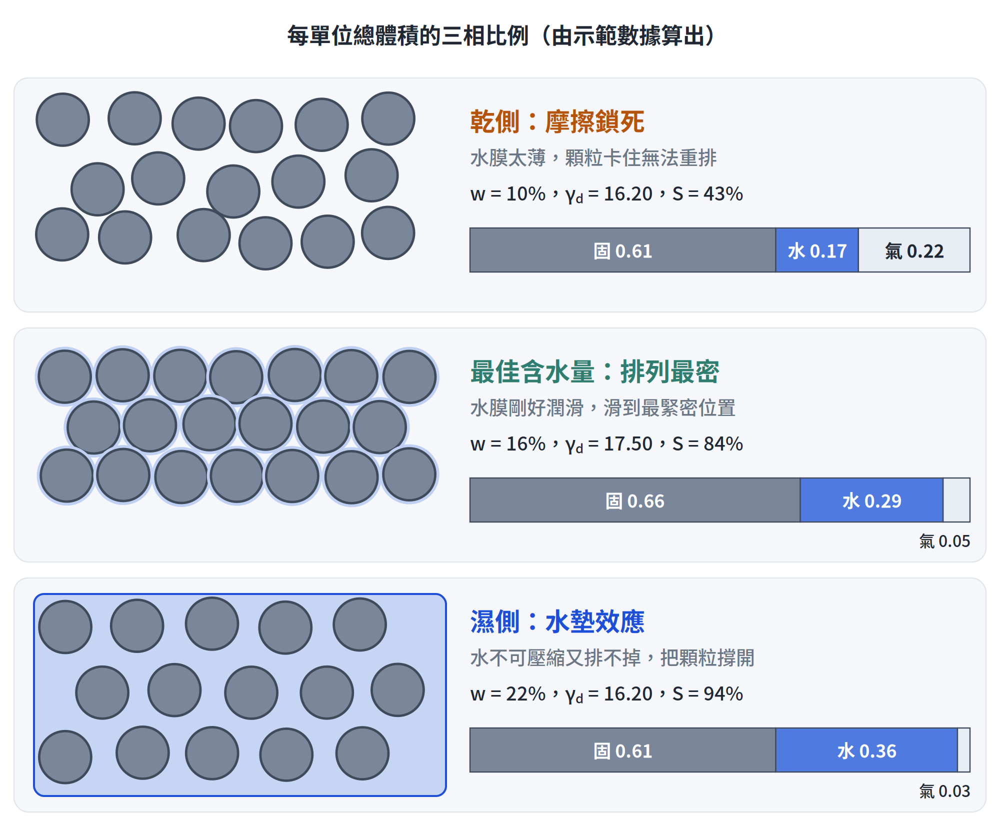 每單位總體積的三相比例（由示範數據算出）
乾側：摩擦鎖死
水膜太薄，顆粒卡住無法重排
w = 10%，γd = 16.20，S = 43%
固 0.61
水 0.17
氣 0.22
最佳含水量：排列最密
水膜剛好潤滑，滑到最緊密位置
w = 16%，γd = 17.50，S = 84%
固 0.66
水 0.29
氣 0.05
濕側：水墊效應
水不可壓縮又排不掉，把顆粒撐開
w = 22%，γd = 16.20，S = 94%
固 0.61
水 0.36
氣 0.03